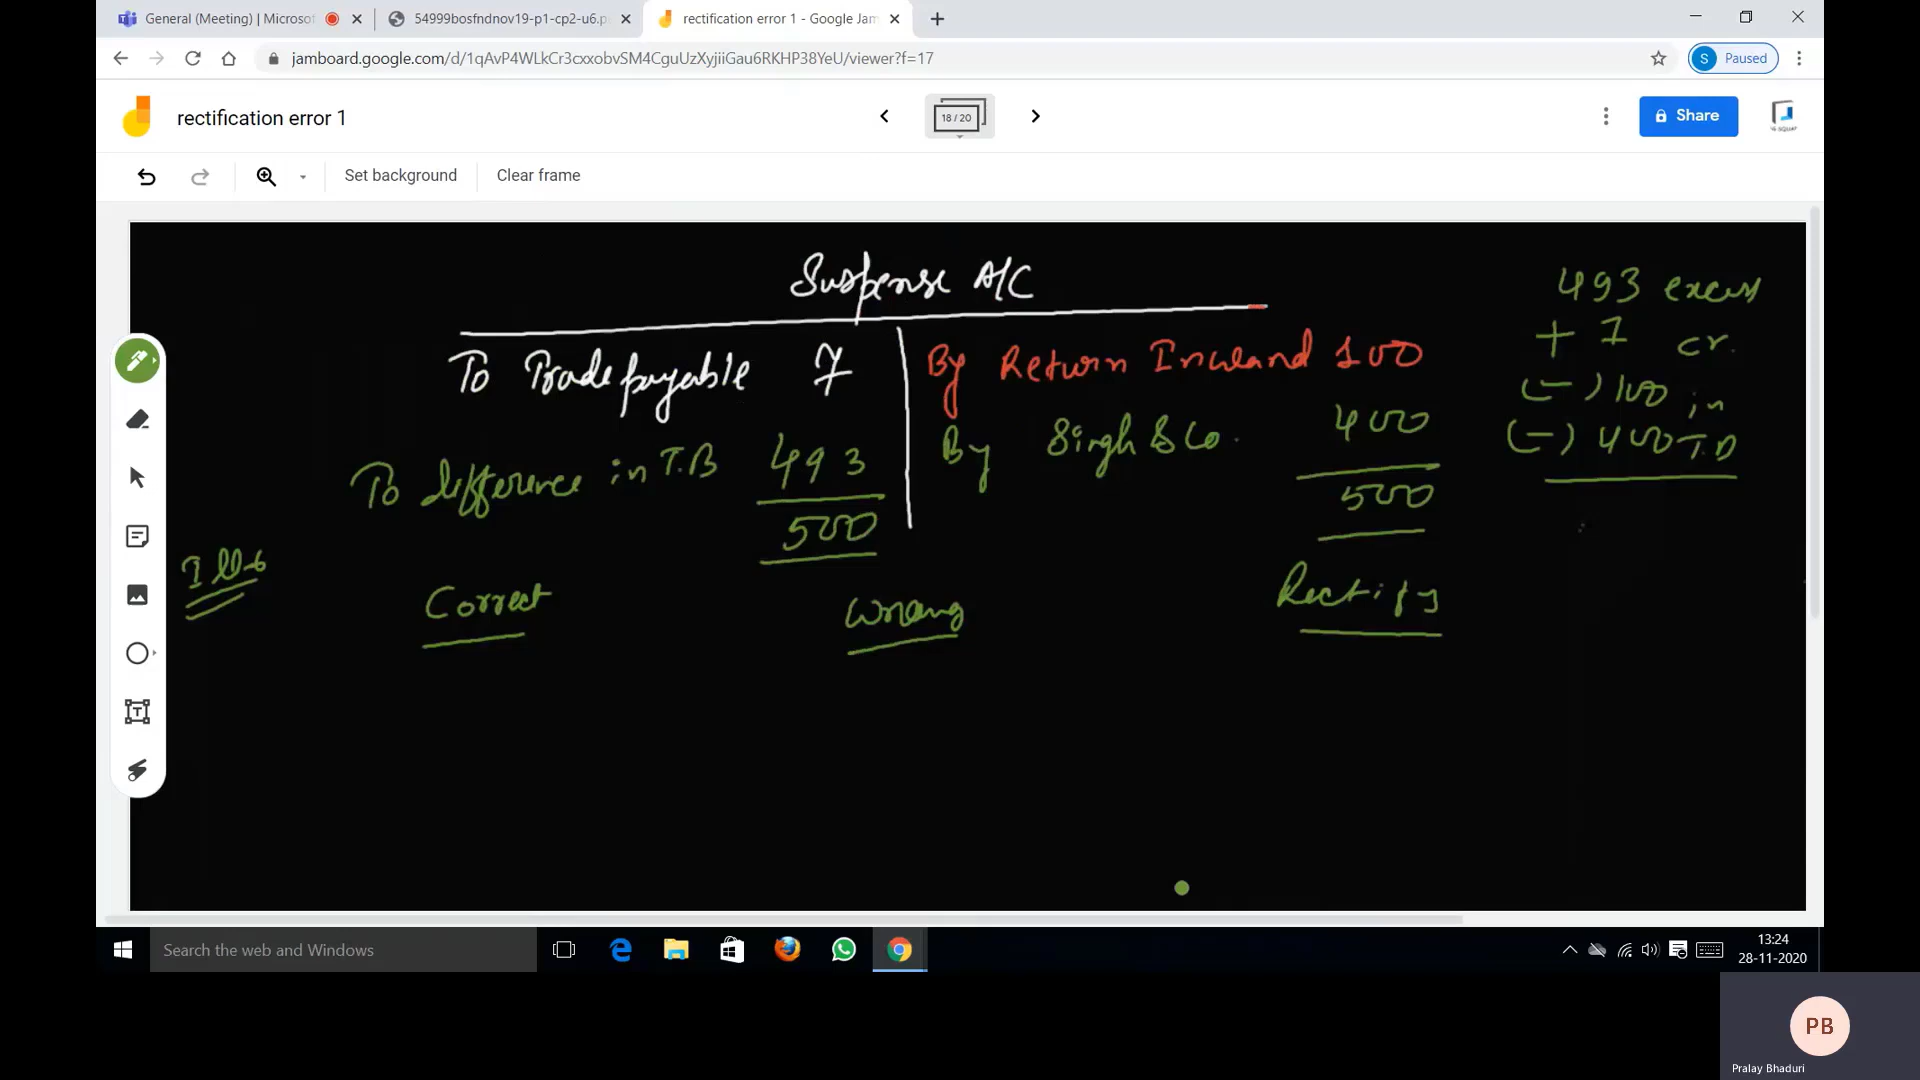 General (Meeting) | Microsof
54999bosfndnov19-p1-cp2-u6.p
rectification error 1 - Google Jam
jamboard.google.com/d/1qAvP4WLkCr3cxxobvSM4CguUzXyjiiGau6RKHP38YeU/viewer?f=17
S Paused
rectification error 1
18 / 20
Share
Set background
Clear frame
Suspense A/C
To Trade payable 7
By Return Inward 100
To difference in T.B 493
By Singh & Co. 400
500
500
493 excess
+ 7 cr.
(-) 100 in
(-) 400 T.B
Illu-6
Correct
Wrong
Rectify
Search the web and Windows
13:24
28-11-2020
PB
Pralay Bhaduri